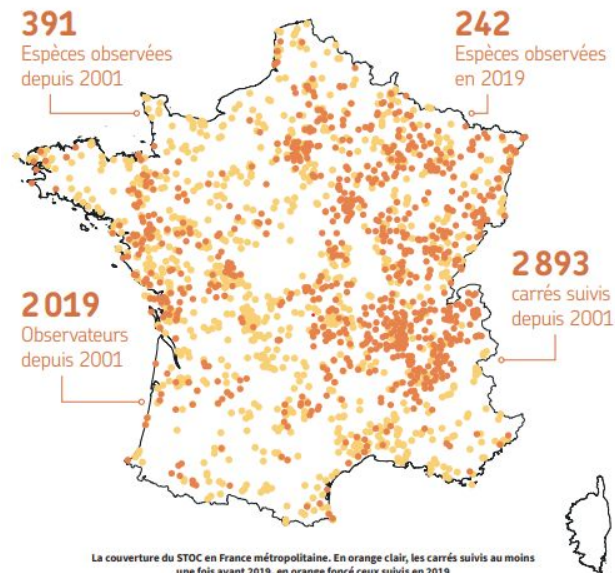 391
Espèces observées
depuis 2001
242
Espèces observées
en 2019
2 893
carrés suivis
depuis 2001
2 019
Observateurs
depuis 2001
La couverture du STOC en France métropolitaine. En orange clair, les carrés suivis au moins
une fois avant 2019, en orange foncé ceux suivis en 2019